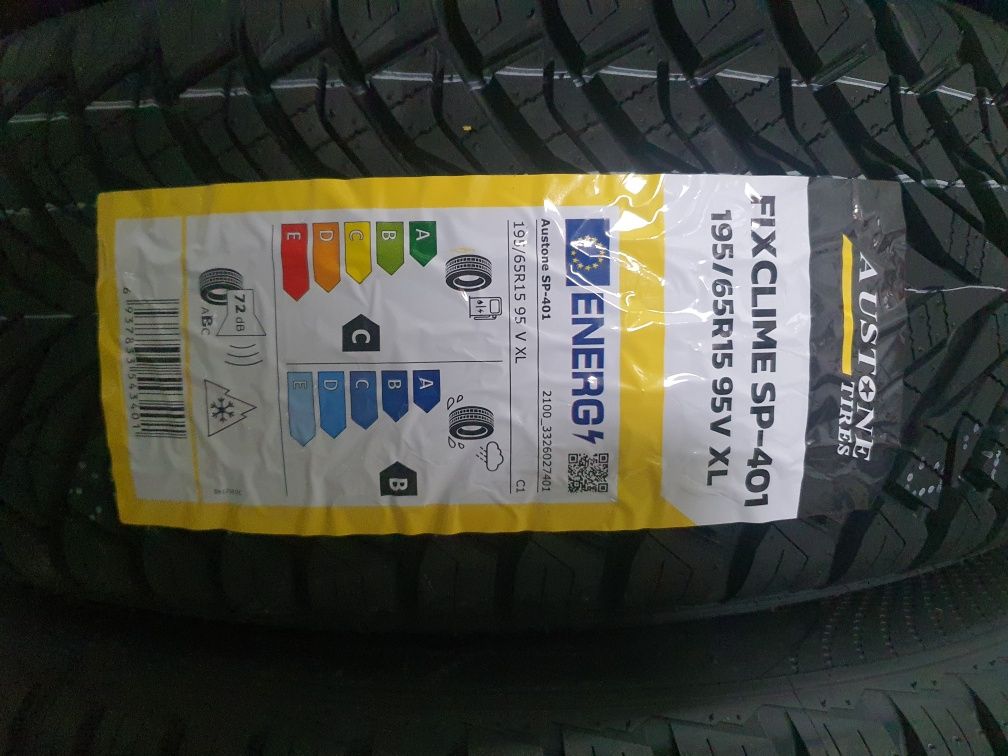 AUSTONE
TIRES
FIXCLIME SP-401
195/65R15 95V XL
ENERG
Austone SP-401
2100_3326027401
195/65R15 95 V XL
C1
A
B
C
D
E
C
A
B
C
D
E
B
72 dB
ABC